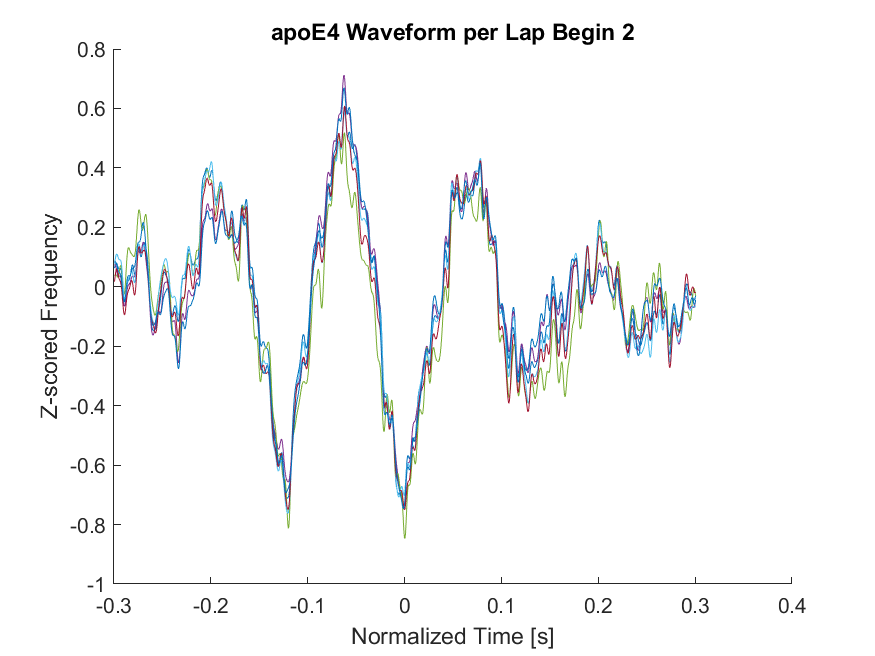 apoE4 Waveform per Lap Begin 2
0.8
0.6
0.4
0.2
0
-0.2
-0.4
-0.6
-0.8
-1
Z-scored Frequency
-0.3 -0.2 -0.1 0 0.1 0.2 0.3 0.4
Normalized Time [s]